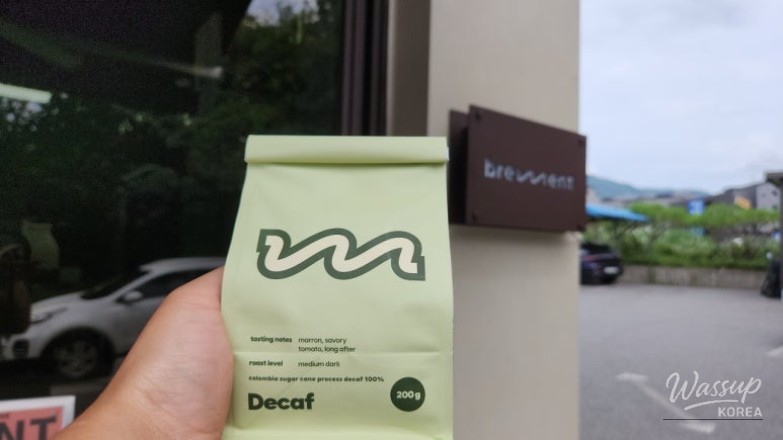 brewment
tasting notes marron, savory
tomato, long after
roast level medium dark
colombia sugar cane process decaf 100%
Decaf
200g
NT
Wassup
KOREA